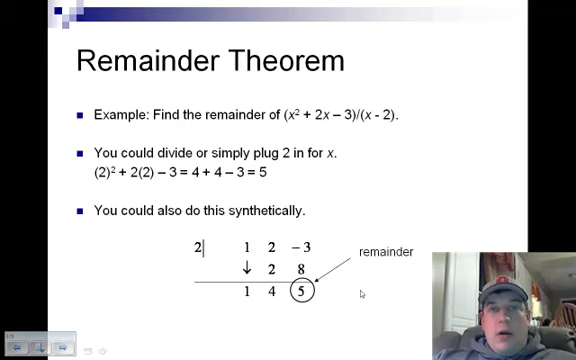 Remainder Theorem
Example: Find the remainder of (x² + 2x – 3)/(x - 2).
You could divide or simply plug 2 in for x.
(2)² + 2(2) – 3 = 4 + 4 – 3 = 5
You could also do this synthetically.
2| 1 2 – 3
remainder
↓ 2 8
1 4 5